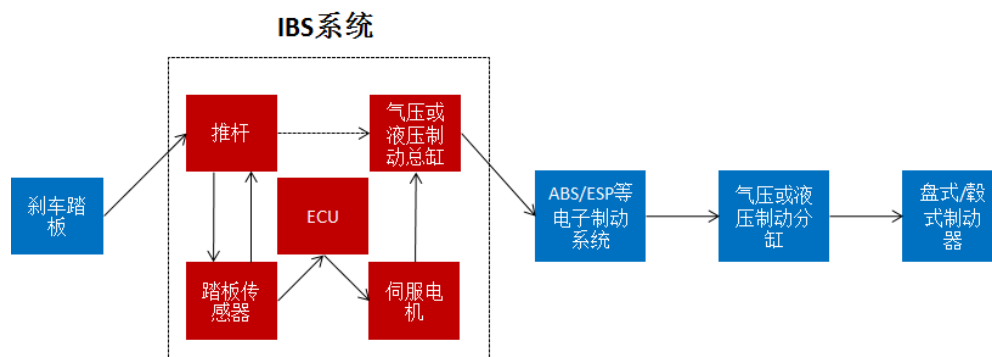 IBS系统
推杆
气压或
液压制
动总缸
ECU
刹车踏
板
踏板传
感器
伺服电
机
ABS/ESP等
电子制动
系统
气压或液
压制动分
缸
盘式/毂
式制动
器